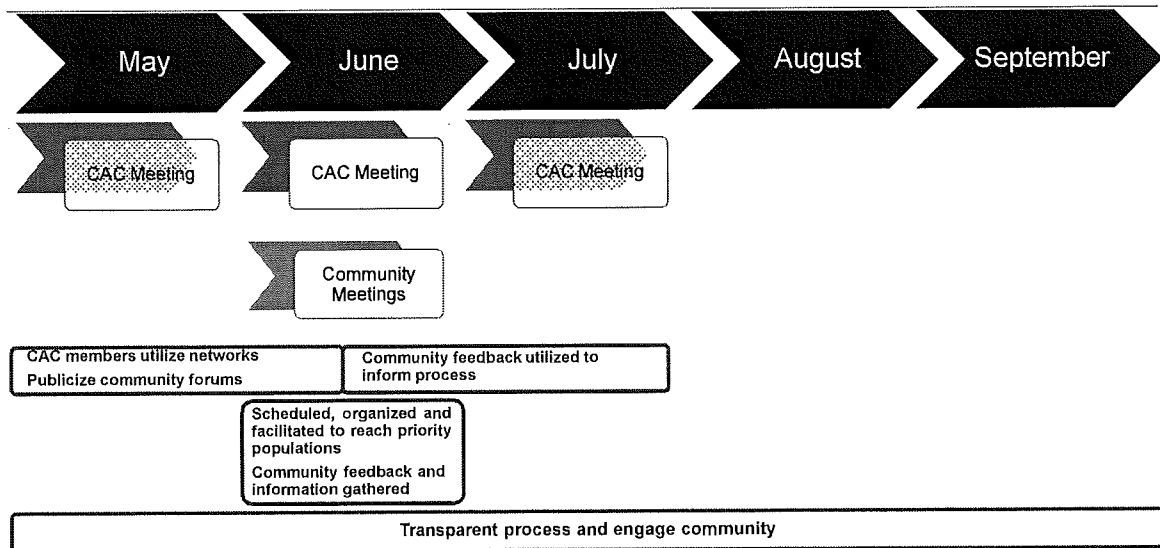 May
June
July
August
September
CAC Meeting
CAC Meeting
CAC Meeting
Community
Meetings
CAC members utilize networks
Publicize community forums
Community feedback utilized to
inform process
Scheduled, organized and
facilitated to reach priority
populations
Community feedback and
information gathered
Transparent process and engage community